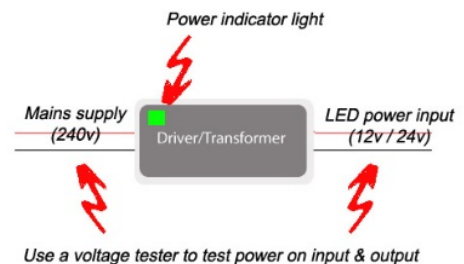 Power indicator light
Mains supply
(240v)
Driver/Transformer
LED power input
(12v / 24v)
Use a voltage tester to test power on input & output